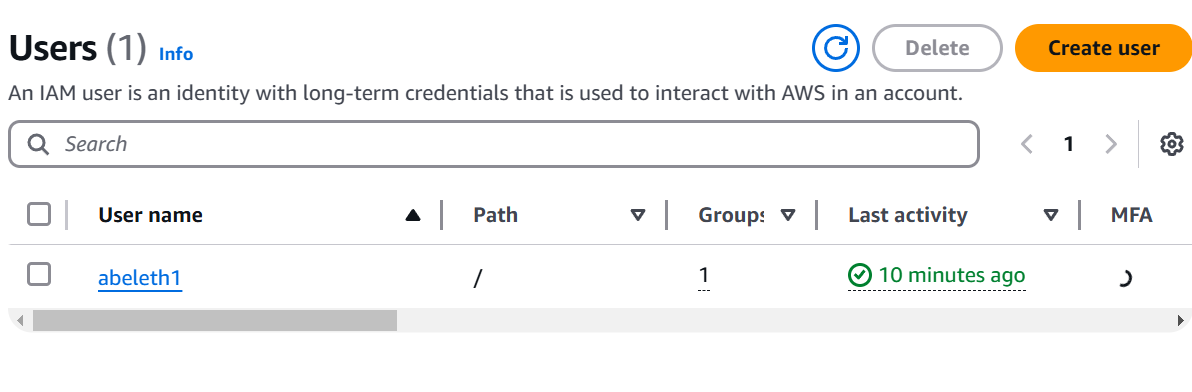 Users (1) Info Delete Create user
An IAM user is an identity with long-term credentials that is used to interact with AWS in an account.
Search 1
User name Path Groups Last activity MFA
abeleth1 / 1 10 minutes ago